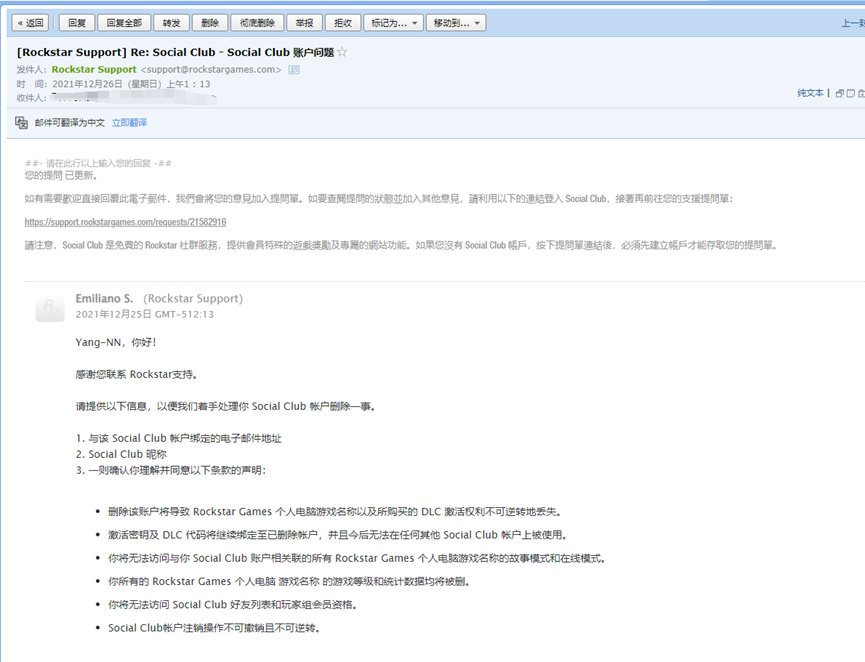 « 返回 回复 回复全部 转发 删除 彻底删除 举报 拒收 标记为... 移动到...
[Rockstar Support] Re: Social Club - Social Club 账户问题☆
发件人：Rockstar Support <support@rockstargames.com>
时 间：2021年12月26日（星期日）上午1：13
纯文本 |
收件人：
邮件可翻译为中文 立即翻译
##- 请在此行以上输入您的回复 -##
您的提问 已更新。
如有需要歡迎直接回覆此電子郵件，我們會將您的意見加入提問單。如要查閱提問的狀態並加入其他意見，請利用以下的連結登入 Social Club，接著再前往您的支援提問單：
https://support.rockstargames.com/requests/21582916
請注意，Social Club 是免費的 Rockstar 社群服務，提供會員特殊的遊戲獎勵及專屬的網站功能。如果您沒有 Social Club 帳戶，按下提問單連結後，必須先建立帳戶才能存取您的提問單。
Emiliano S. (Rockstar Support)
2021年12月25日 GMT-512:13
Yang-NN，你好！
感谢您联系 Rockstar支持。
请提供以下信息，以便我们着手处理你 Social Club 帐户删除一事。
1. 与该 Social Club 帐户绑定的电子邮件地址
2. Social Club 昵称
3. 一则确认你理解并同意以下条款的声明：
• 删除该账户将导致 Rockstar Games 个人电脑游戏名称以及所购买的 DLC 激活权利不可逆转地丢失。
• 激活密钥及 DLC 代码将继续绑定至已删除帐户，并且今后无法在任何其他 Social Club 帐户上被使用。
• 你将无法访问与你 Social Club 账户相关联的所有 Rockstar Games 个人电脑游戏名称的故事模式和在线模式。
• 你所有的 Rockstar Games 个人电脑 游戏名称 的游戏等级和统计数据均将被删。
• 你将无法访问 Social Club 好友列表和玩家组会员资格。
• Social Club帐户注销操作不可撤销且不可逆转。